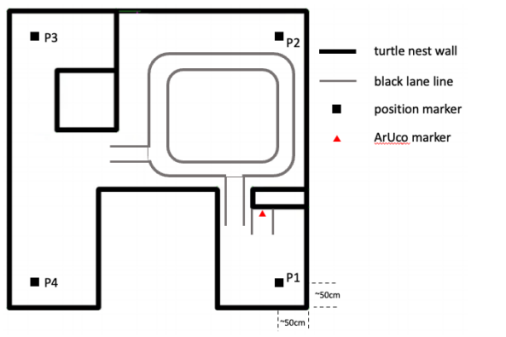 P3
P2
turtle nest wall
black lane line
position marker
ArUco marker
P4
P1
~50cm
~50cm